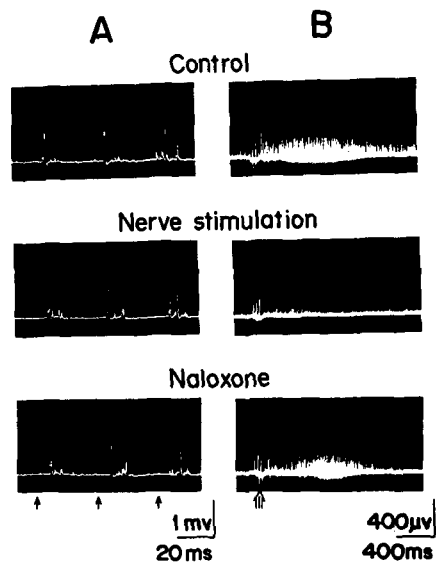 A B
Control
Nerve stimulation
Naloxone
1 mv 400μv
20 ms 400ms